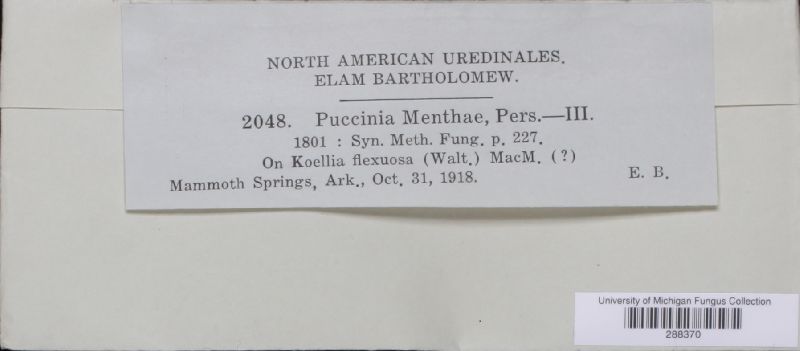 NORTH AMERICAN UREDINALES.
ELAM BARTHOLOMEW.
2048. Puccinia Menthae, Pers.—III.
1801 : Syn. Meth. Fung. p. 227.
On Koellia flexuosa (Walt.) MacM. (?)
Mammoth Springs, Ark., Oct. 31, 1918. E. B.
University of Michigan Fungus Collection
288370